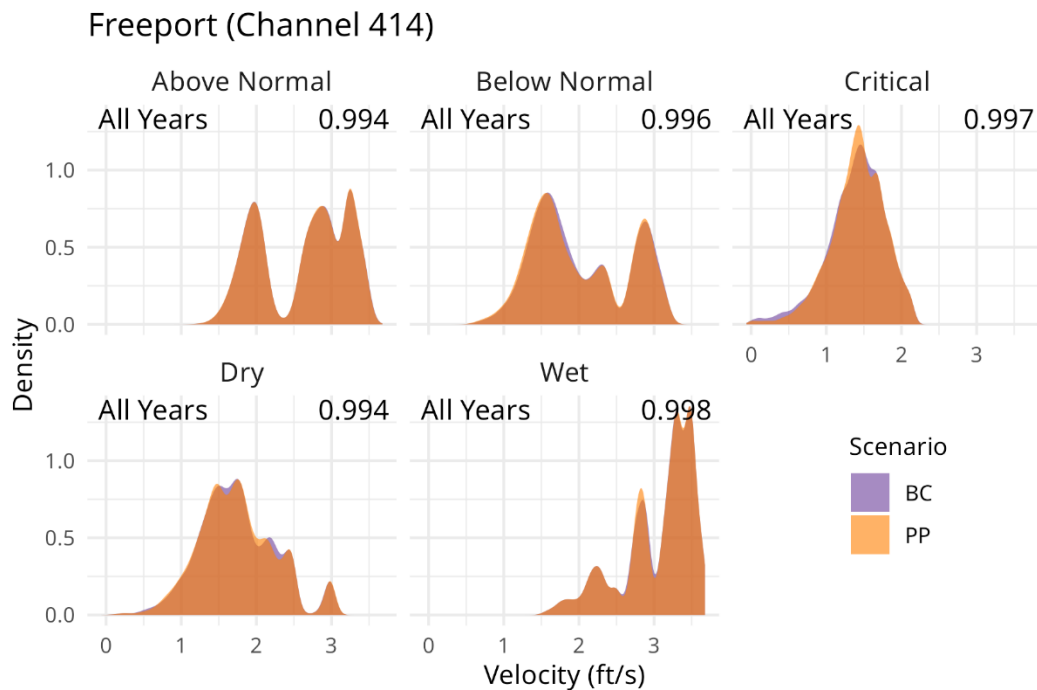 Freeport (Channel 414)
Above Normal
Below Normal
Critical
All Years 0.994
All Years 0.996
All Years 0.997
1.0
0.5
0.0
0 1 2 3
Density
Dry
Wet
All Years 0.994
All Years 0.998
1.0
0.5
0.0
0 1 2 3
0 1 2 3
Velocity (ft/s)
Scenario
BC
PP